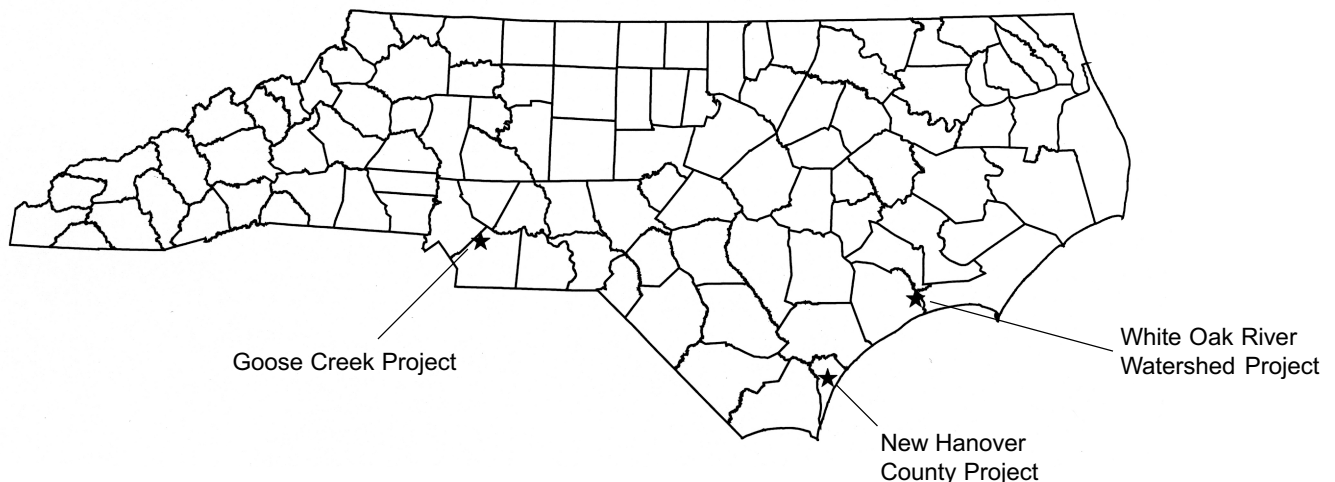 Goose Creek Project
White Oak River
Watershed Project
New Hanover
County Project